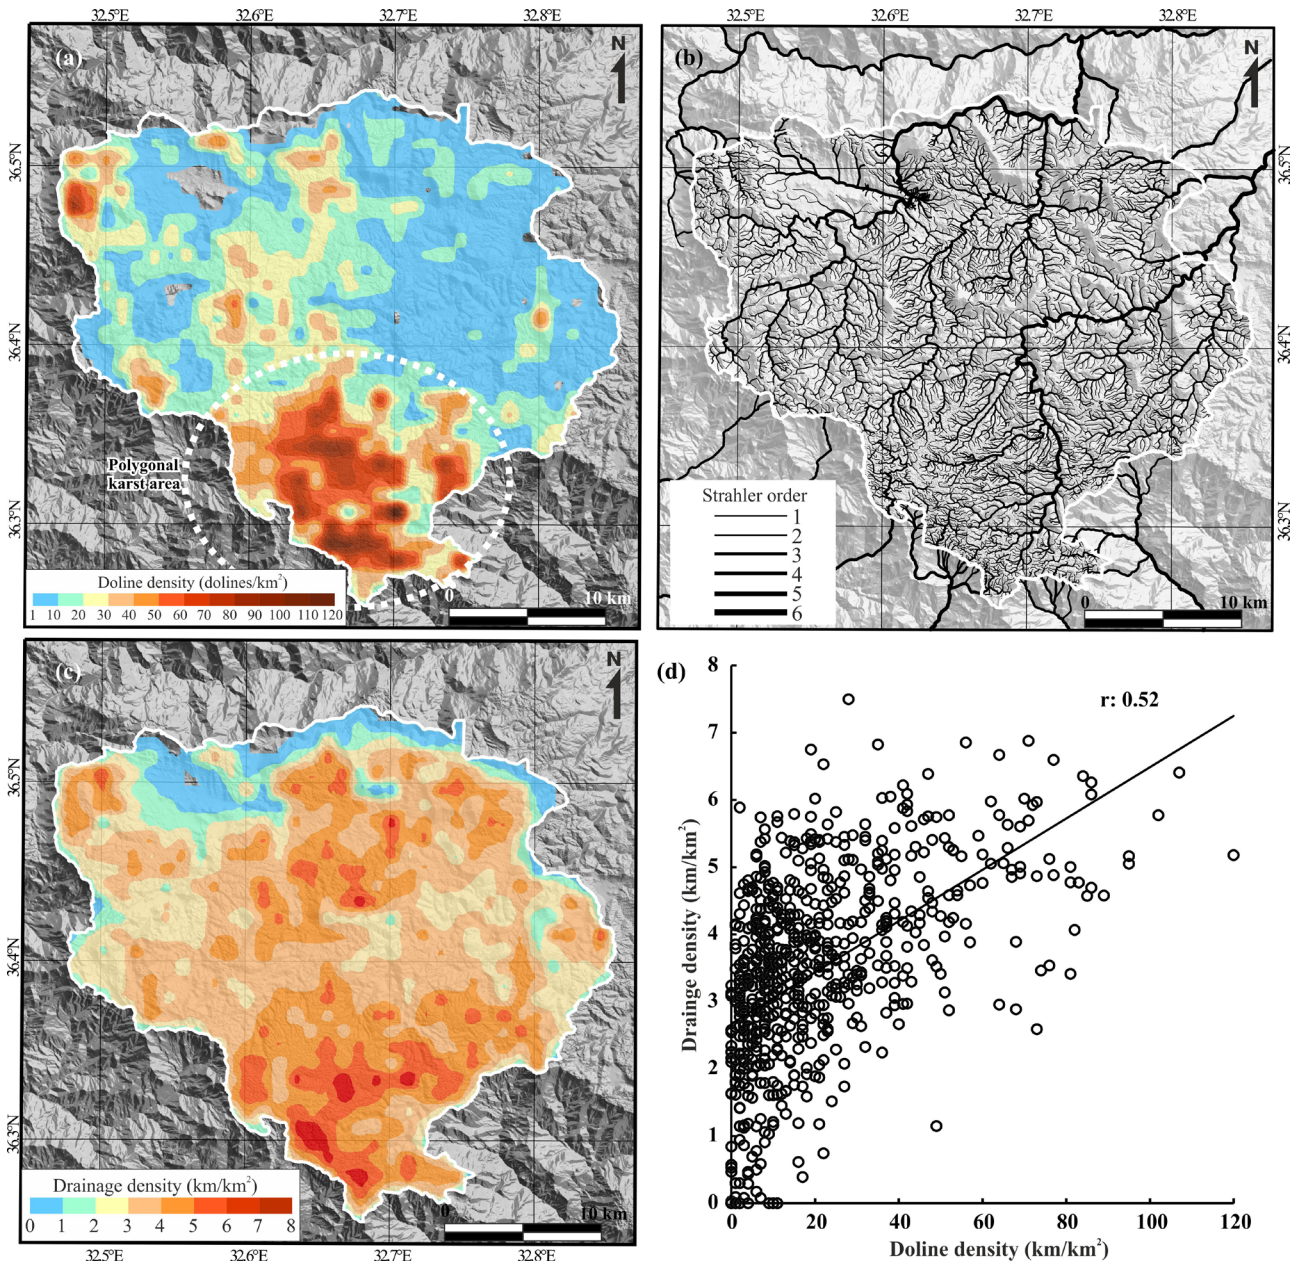 32.5°E 32.6°E 32.7°E 32.8°E
(a)
N
36.5°N
36.4°N
36.3°N
Polygonal
karst area
Doline density (dolines/km²)
1 10 20 30 40 50 60 70 80 90 100 110 120
0 10 km
32.5°E 32.6°E 32.7°E 32.8°E
(b)
N
36.5°N
36.4°N
36.3°N
36.5°N
36.4°N
36.3°N
Strahler order
1
2
3
4
5
6
0 10 km
(c)
N
36.5°N
36.4°N
36.3°N
Drainage density (km/km²)
0 1 2 3 4 5 6 7 8
0 10 km
32.5°E 32.6°E 32.7°E 32.8°E
(d)
r: 0.52
8
7
6
5
4
3
2
1
0
Drainge density (km/km²)
0 20 40 60 80 100 120
Doline density (km/km²)